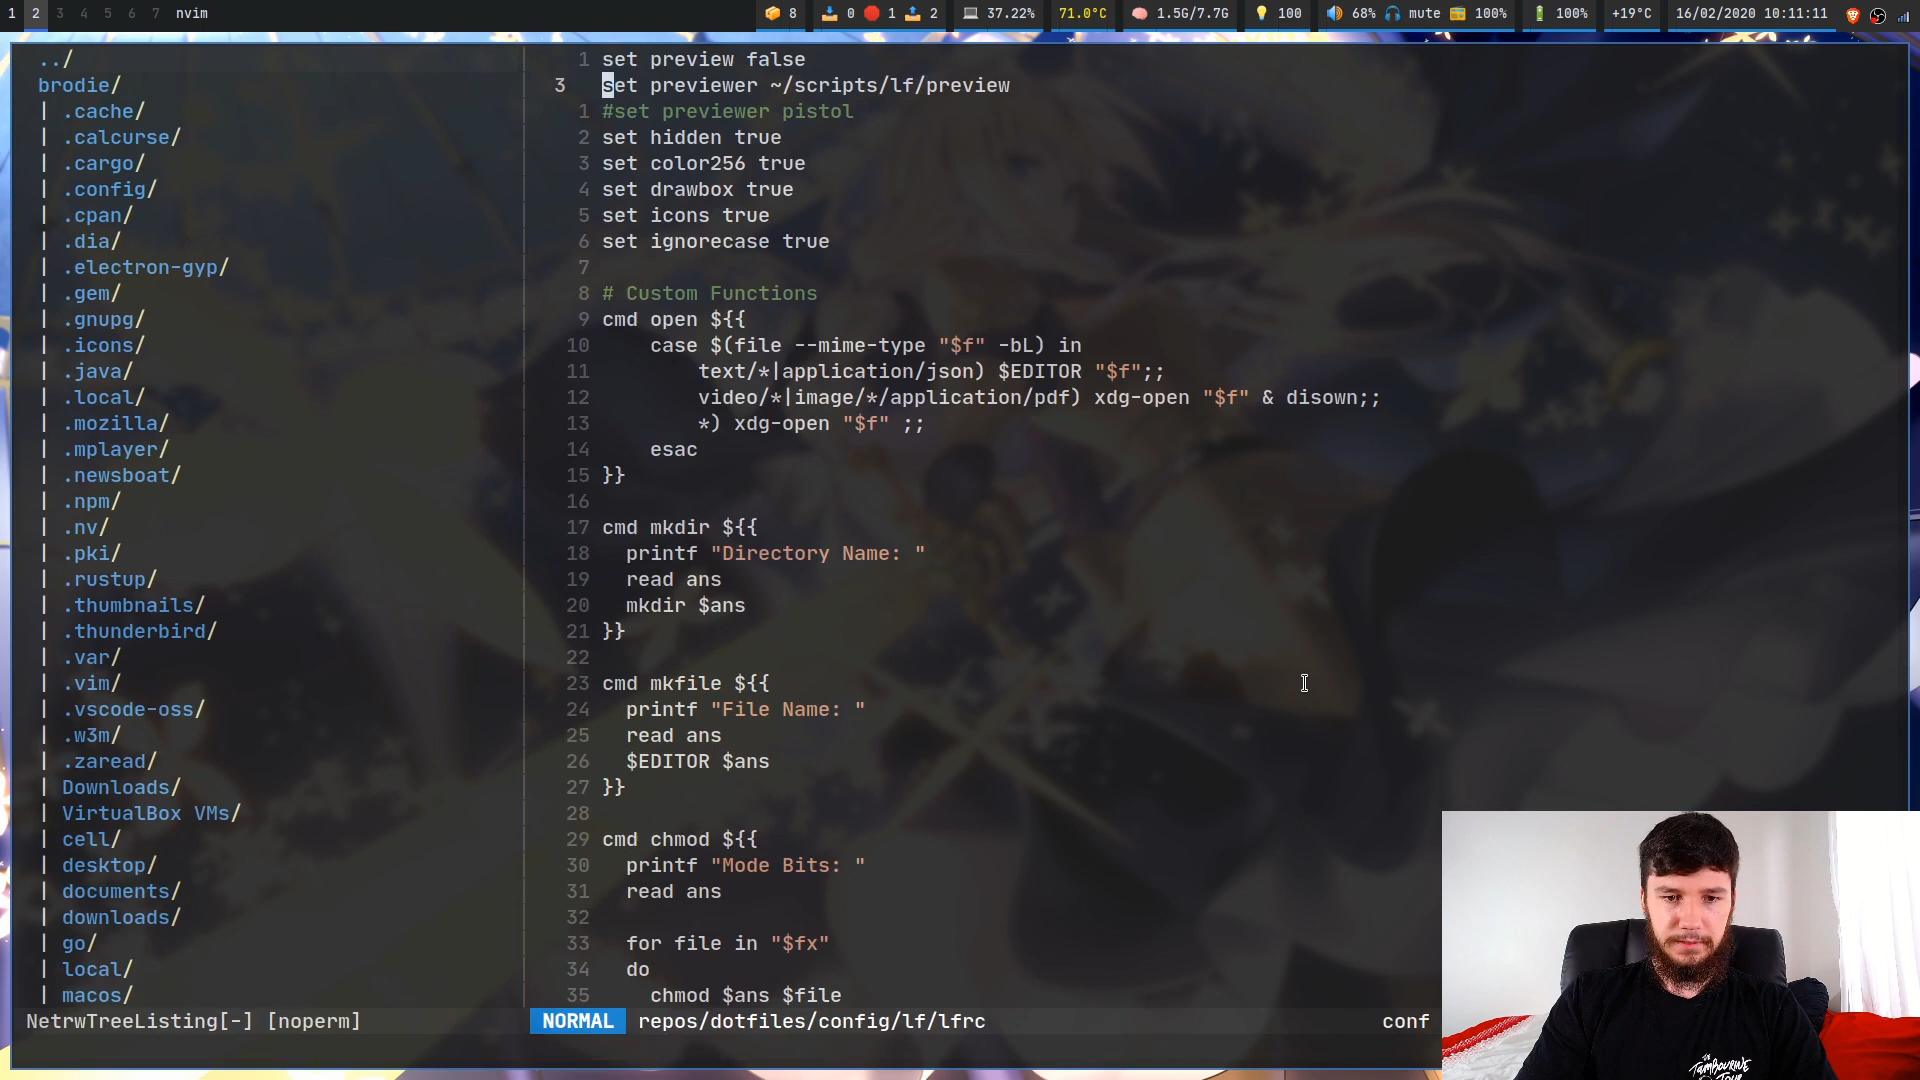 1 2 3 4 5 6 7 nvim 8 0 1 2 37.22% 71.0°C 1.5G/7.7G 100 68% mute 100% 100% +19°C 16/02/2020 10:11:11
../
brodie/
| .cache/
| .calcurse/
| .cargo/
| .config/
| .cpan/
| .dia/
| .electron-gyp/
| .gem/
| .gnupg/
| .icons/
| .java/
| .local/
| .mozilla/
| .mplayer/
| .newsboat/
| .npm/
| .nv/
| .pki/
| .rustup/
| .thumbnails/
| .thunderbird/
| .var/
| .vim/
| .vscode-oss/
| .w3m/
| .zaread/
| Downloads/
| VirtualBox VMs/
| cell/
| desktop/
| documents/
| downloads/
| go/
| local/
| macos/
NetrwTreeListing[-] [noperm]
1 set preview false
3 set previewer ~/scripts/lf/preview
1 #set previewer pistol
2 set hidden true
3 set color256 true
4 set drawbox true
5 set icons true
6 set ignorecase true
7
8 # Custom Functions
9 cmd open ${{
10 case $(file --mime-type "$f" -bL) in
11 text/*|application/json) $EDITOR "$f";;
12 video/*|image/*/application/pdf) xdg-open "$f" & disown;;
13 *) xdg-open "$f" ;;
14 esac
15 }}
16
17 cmd mkdir ${{
18 printf "Directory Name: "
19 read ans
20 mkdir $ans
21 }}
22
23 cmd mkfile ${{
24 printf "File Name: "
25 read ans
26 $EDITOR $ans
27 }}
28
29 cmd chmod ${{
30 printf "Mode Bits: "
31 read ans
32
33 for file in "$fx"
34 do
35 chmod $ans $file
NORMAL repos/dotfiles/config/lf/lfrc conf
THE
TAMBOURINE
TOUR